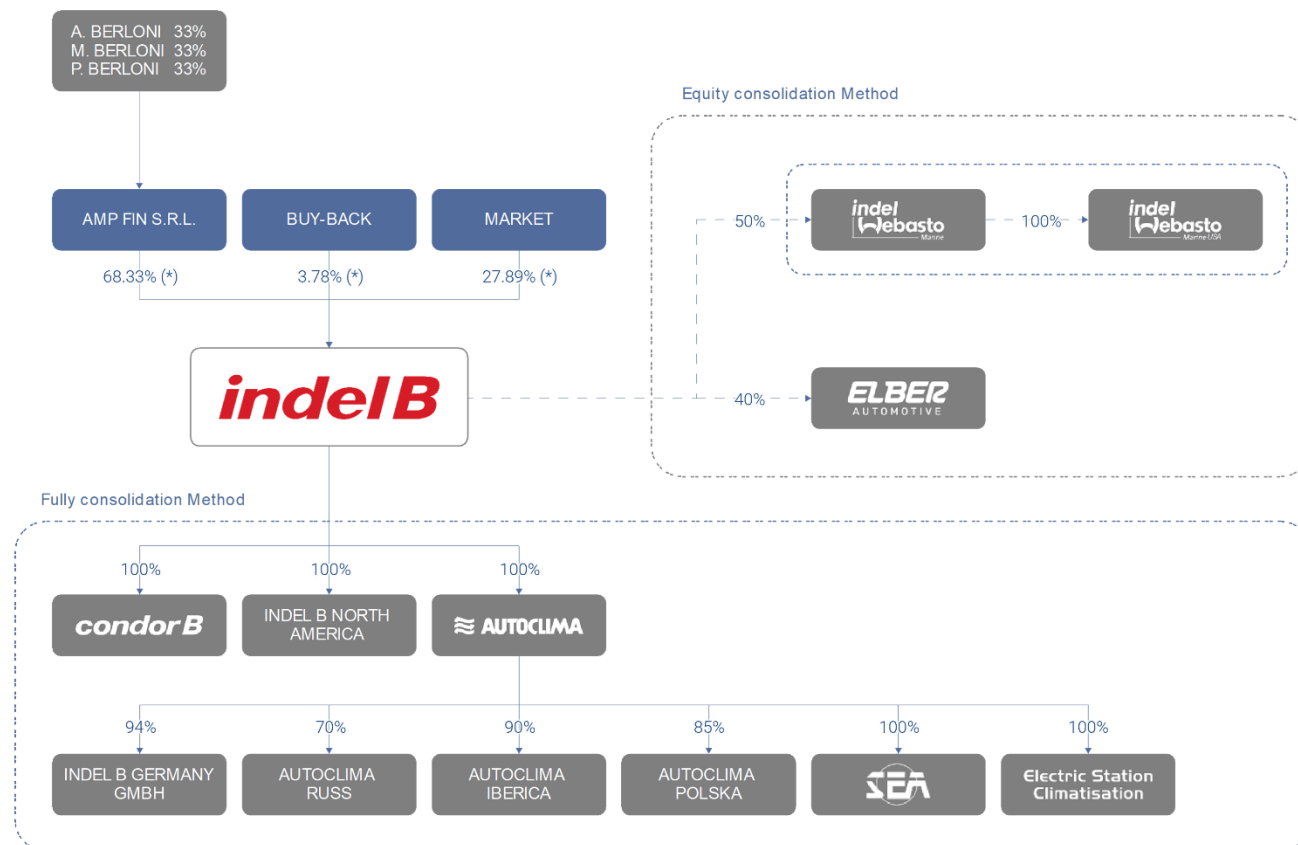 A. BERLONI 33%
M. BERLONI 33%
P. BERLONI 33%
Equity consolidation Method
AMP FIN S.R.L.
BUY-BACK
MARKET
68.33% (*)
3.78% (*)
27.89% (*)
50%
indel
Webasto
Marine
100%
indel
Webasto
Marine USA
indel B
40%
ELBER
AUTOMOTIVE
Fully consolidation Method
100%
100%
100%
condor B
INDEL B NORTH
AMERICA
AUTOCLIMA
94%
70%
90%
85%
100%
100%
INDEL B GERMANY
GMBH
AUTOCLIMA
RUSS
AUTOCLIMA
IBERICA
AUTOCLIMA
POLSKA
SEA
Electric Station
Climatisation